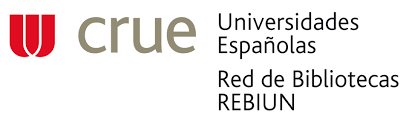 crue
Universidades
Españolas
Red de Bibliotecas
REBIUN